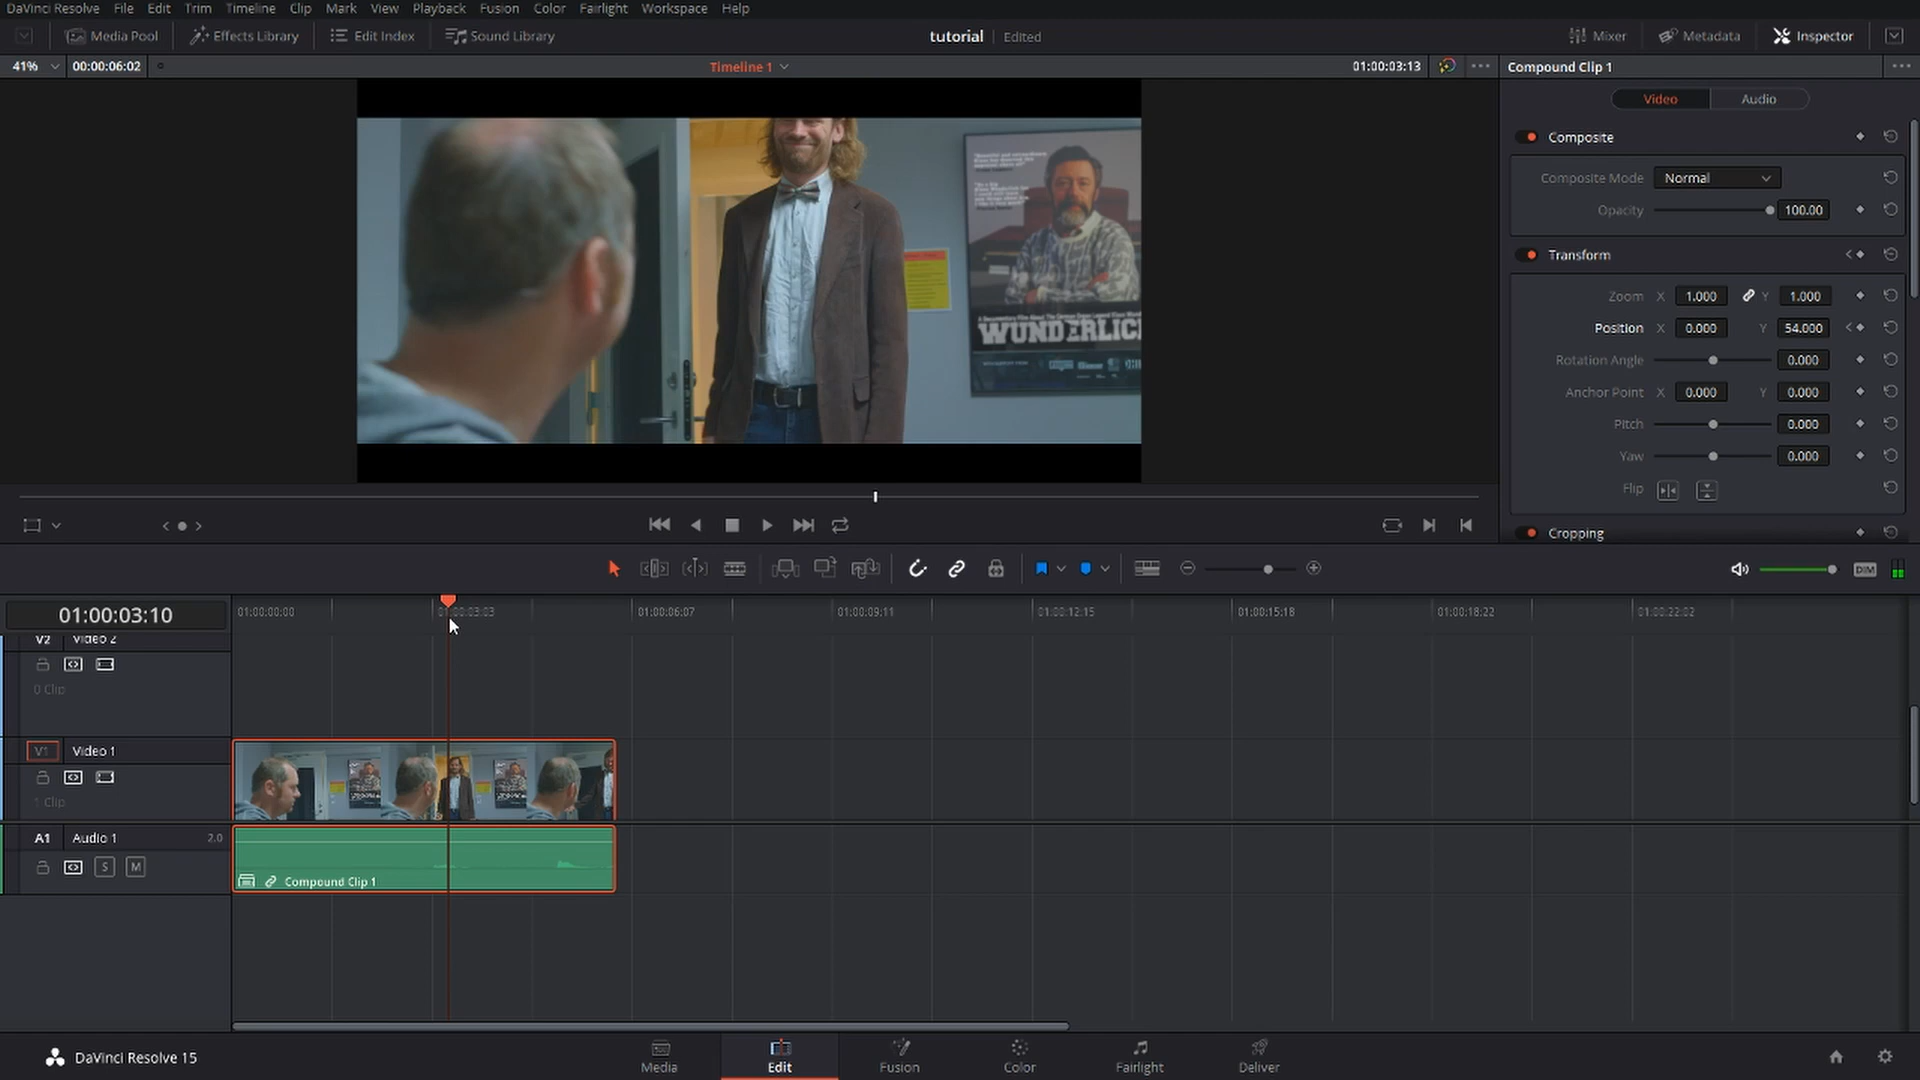 DaVinci Resolve File Edit Trim Timeline Clip Mark View Playback Fusion Color Fairlight Workspace Help
Media Pool Effects Library Edit Index Sound Library tutorial Edited Mixer Metadata Inspector
41% 00:00:06:02 Timeline 1 01:00:03:13 Compound Clip 1
Video Audio
Composite
Composite Mode Normal
Opacity 100.00
Transform
Zoom X 1.000 Y 1.000
Position X 0.000 Y 54.000
Rotation Angle 0.000
Anchor Point X 0.000 Y 0.000
Pitch 0.000
Yaw 0.000
Flip
Cropping
WUNDERLIC
DIM
01:00:03:10 01:00:00:00 01:00:03:03 01:00:06:07 01:00:09:11 01:00:12:15 01:00:15:18 01:00:18:22 01:00:22:02
V2 Video 2
0 Clip
V1 Video 1
1 Clip
A1 Audio 1 2.0
S M
Compound Clip 1
DaVinci Resolve 15 Media Edit Fusion Color Fairlight Deliver